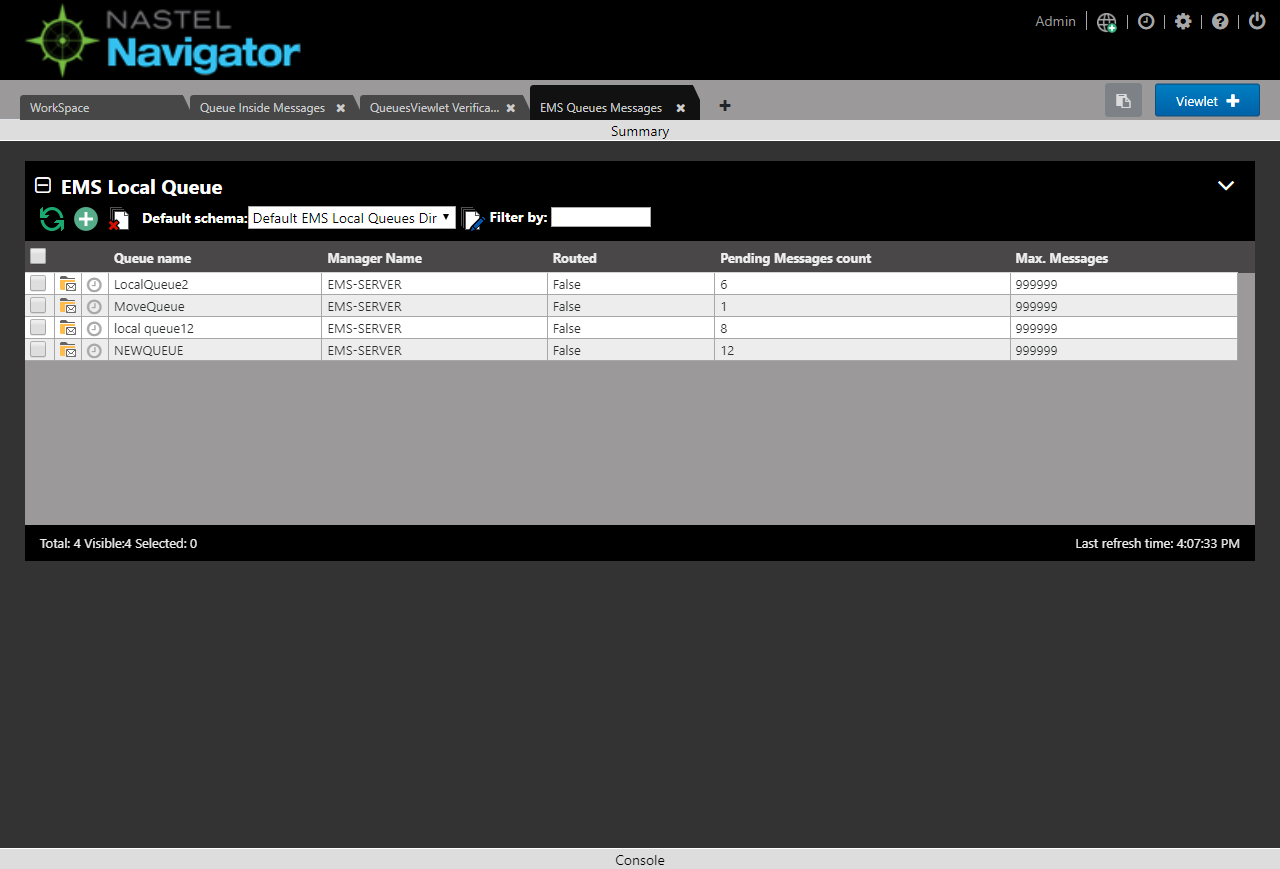 NASTEL
Navigator
Admin
WorkSpace
Queue Inside Messages
QueuesViewlet Verifica...
EMS Queues Messages
Viewlet
Summary
EMS Local Queue
Default schema: Default EMS Local Queues Dir Filter by:
Queue name Manager Name Routed Pending Messages count Max. Messages
LocalQueue2 EMS-SERVER False 6 999999
MoveQueue EMS-SERVER False 1 999999
local queue12 EMS-SERVER False 8 999999
NEWQUEUE EMS-SERVER False 12 999999
Total: 4 Visible:4 Selected: 0 Last refresh time: 4:07:33 PM
Console